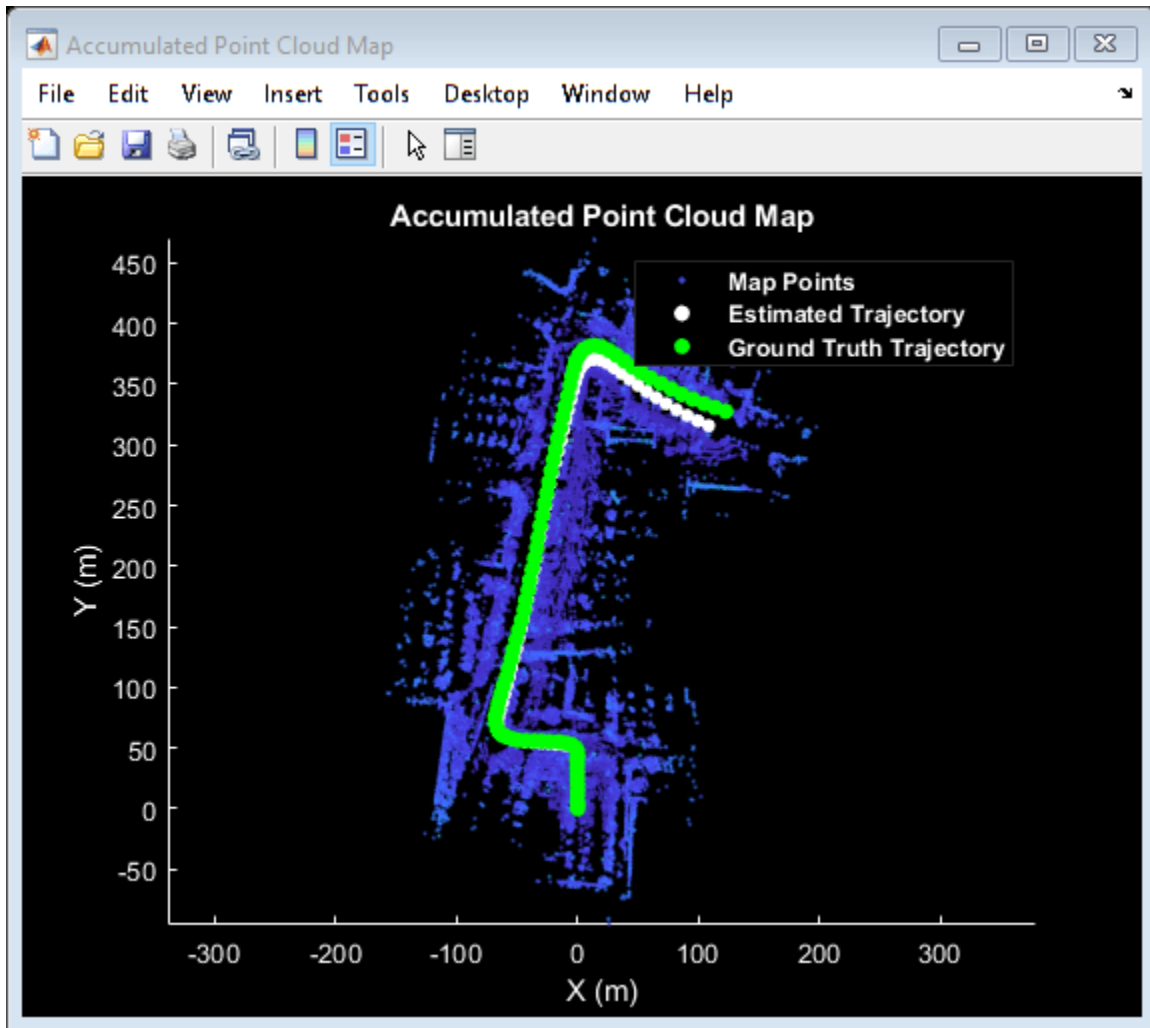 Accumulated Point Cloud Map
File Edit View Insert Tools Desktop Window Help
Accumulated Point Cloud Map
Map Points
Estimated Trajectory
Ground Truth Trajectory
450
400
350
300
250
200
150
100
50
0
-50
Y (m)
-300 -200 -100 0 100 200 300
X (m)